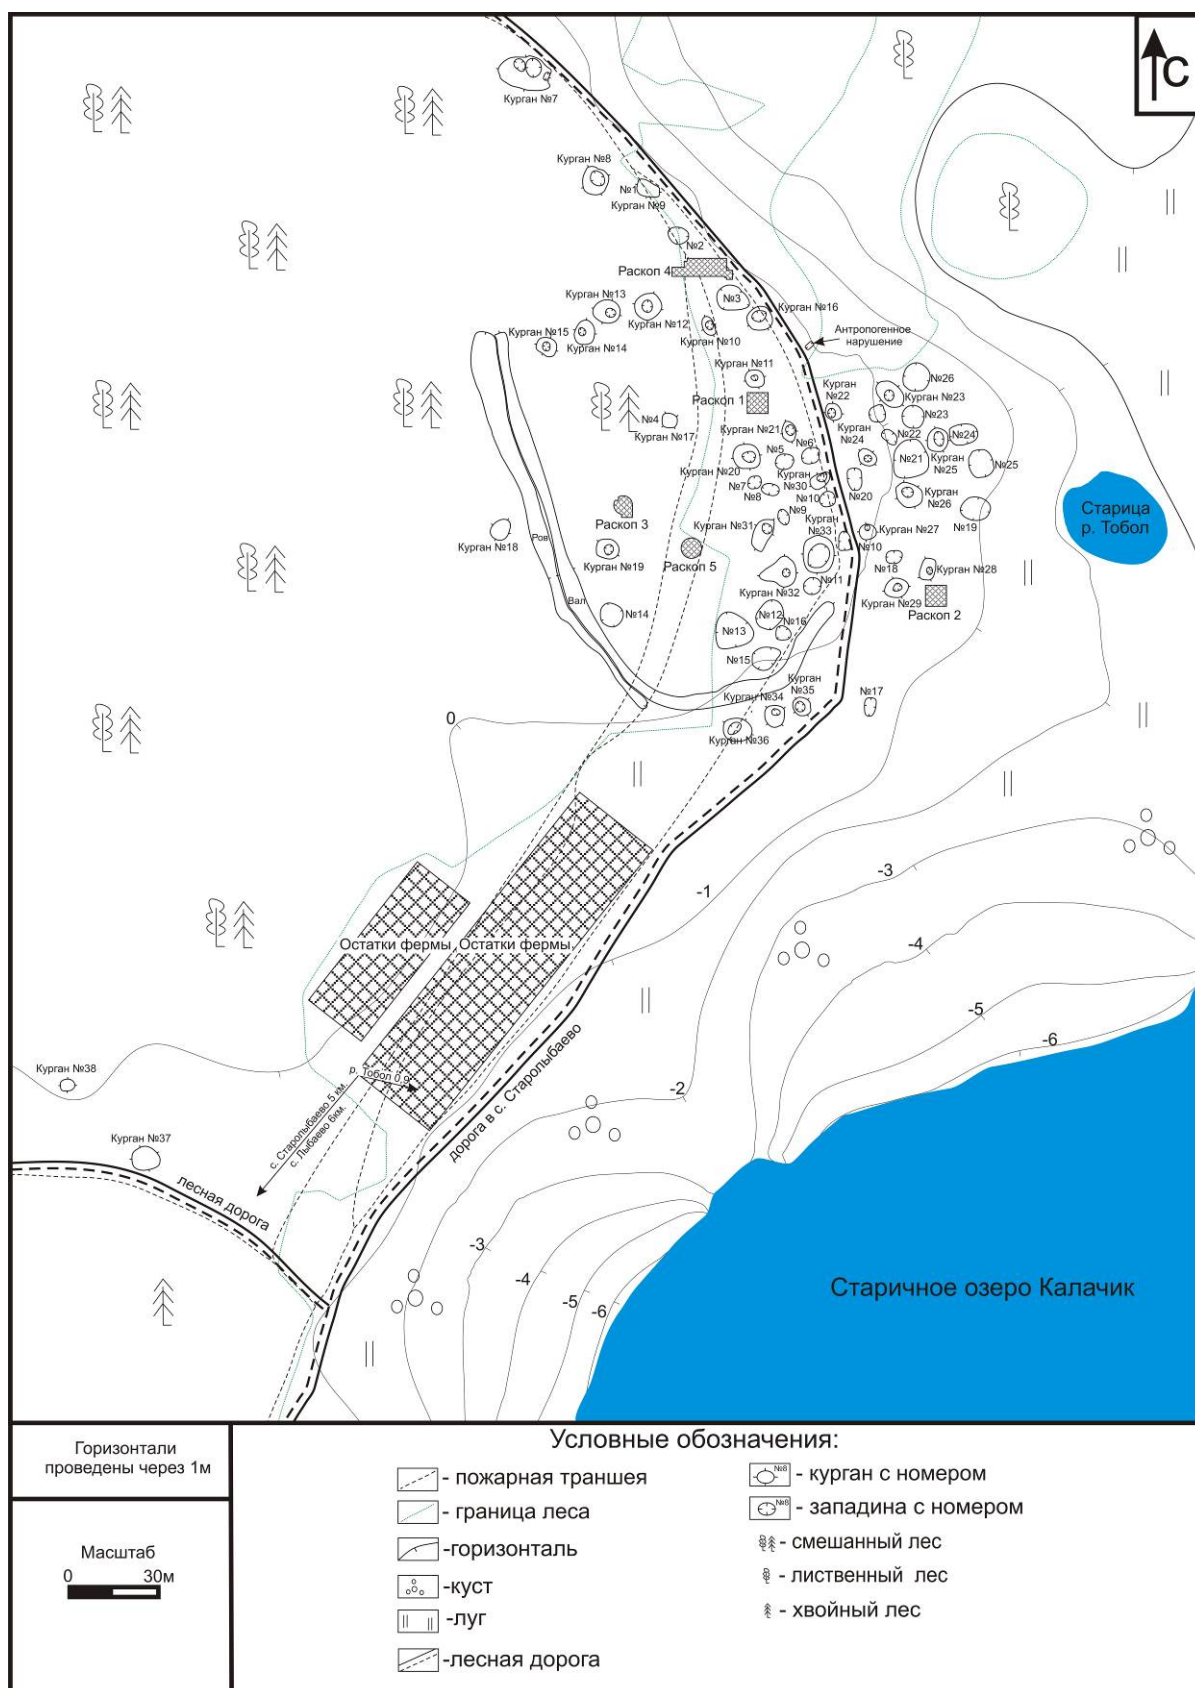 С
Курган №7
Курган №8
№1
Курган №9
№2
Раскоп 4
Курган №13
№3
Курган №16
Курган №12
Курган №15
Курган №10
Антропогенное
нарушение
Курган №14
Курган №11
№26
Курган
№22
Курган №23
Раскоп 1
№4
№23
Курган №17
Курган №21
Курган
№24
№22
№24
№6
№5
Курган
№25
№21
№25
Курган №20
Курган
№30
№7
№8
№10
№20
Курган
№26
Старица
р. Тобол
№9
№19
Раскоп 3
Курган №31
Курган
№33
Курган №27
Курган №18
Ров
№10
Курган №19
Раскоп 5
№18
Курган №28
№11
Курган №32
Курган №29
Вал
№14
№12
Раскоп 2
№16
№13
№15
Курган
№35
Курган №34
№17
0
Курган №36
-1
-3
-4
Остатки фермы
Остатки фермы
-5
-6
дорога в с. Старолыбаево
Курган №38
р. Тобол 0,9
-2
с. Старолыбаево 5 км.
с. Лыбаево 6км.
Курган №37
лесная дорога
-3
-4
-5
-6
Старичное озеро Калачик
Горизонтали
проведены через 1м
Масштаб
0 30м
Условные обозначения:
- пожарная траншея
- граница леса
-горизонталь
-куст
-луг
-лесная дорога
№8
- курган с номером
№8
- западина с номером
- смешанный лес
- лиственный лес
- хвойный лес